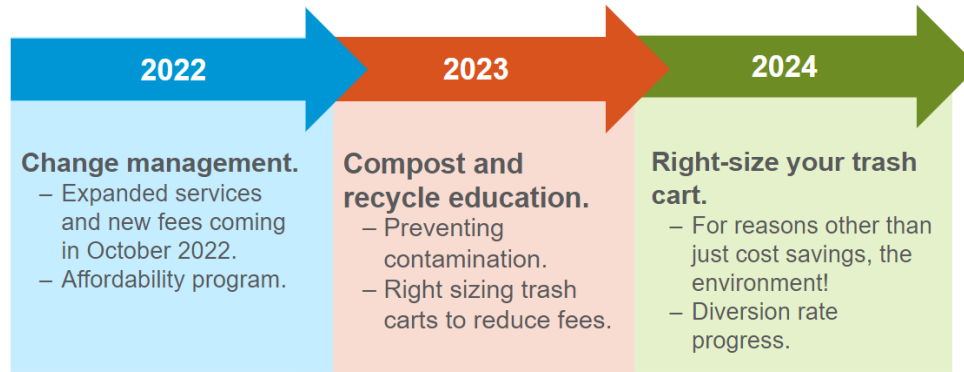 2022
Change management.
– Expanded services
and new fees coming
in October 2022.
– Affordability program.
2023
Compost and
recycle education.
– Preventing
contamination.
– Right sizing trash
carts to reduce fees.
2024
Right-size your trash
cart.
– For reasons other than
just cost savings, the
environment!
– Diversion rate
progress.